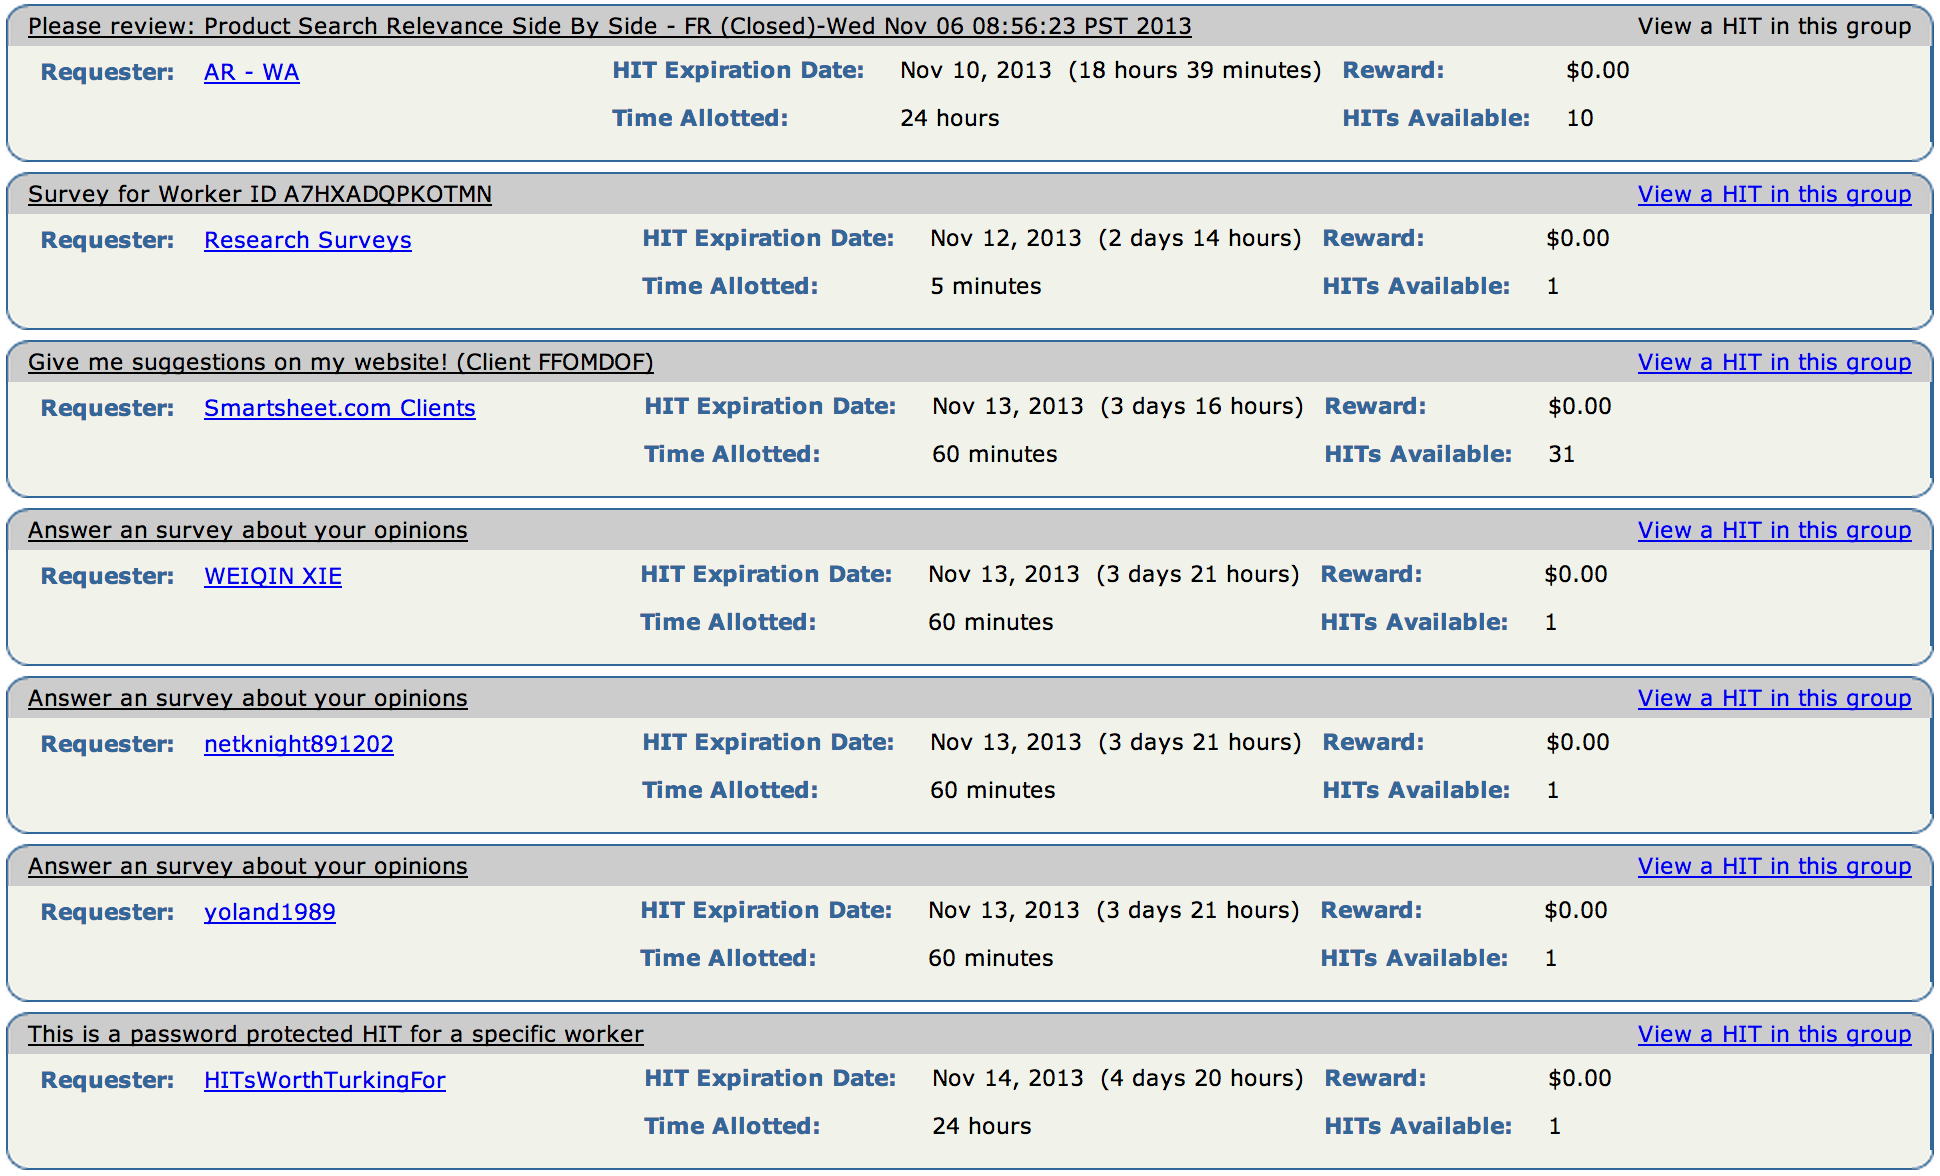 Please review: Product Search Relevance Side By Side - FR (Closed)-Wed Nov 06 08:56:23 PST 2013 View a HIT in this group
Requester: AR - WA HIT Expiration Date: Nov 10, 2013 (18 hours 39 minutes) Reward: $0.00
Time Allotted: 24 hours HITs Available: 10
Survey for Worker ID A7HXADQPKOTMN View a HIT in this group
Requester: Research Surveys HIT Expiration Date: Nov 12, 2013 (2 days 14 hours) Reward: $0.00
Time Allotted: 5 minutes HITs Available: 1
Give me suggestions on my website! (Client FFOMDOF) View a HIT in this group
Requester: Smartsheet.com Clients HIT Expiration Date: Nov 13, 2013 (3 days 16 hours) Reward: $0.00
Time Allotted: 60 minutes HITs Available: 31
Answer an survey about your opinions View a HIT in this group
Requester: WEIQIN XIE HIT Expiration Date: Nov 13, 2013 (3 days 21 hours) Reward: $0.00
Time Allotted: 60 minutes HITs Available: 1
Answer an survey about your opinions View a HIT in this group
Requester: netknight891202 HIT Expiration Date: Nov 13, 2013 (3 days 21 hours) Reward: $0.00
Time Allotted: 60 minutes HITs Available: 1
Answer an survey about your opinions View a HIT in this group
Requester: yoland1989 HIT Expiration Date: Nov 13, 2013 (3 days 21 hours) Reward: $0.00
Time Allotted: 60 minutes HITs Available: 1
This is a password protected HIT for a specific worker View a HIT in this group
Requester: HITsWorthTurkingFor HIT Expiration Date: Nov 14, 2013 (4 days 20 hours) Reward: $0.00
Time Allotted: 24 hours HITs Available: 1